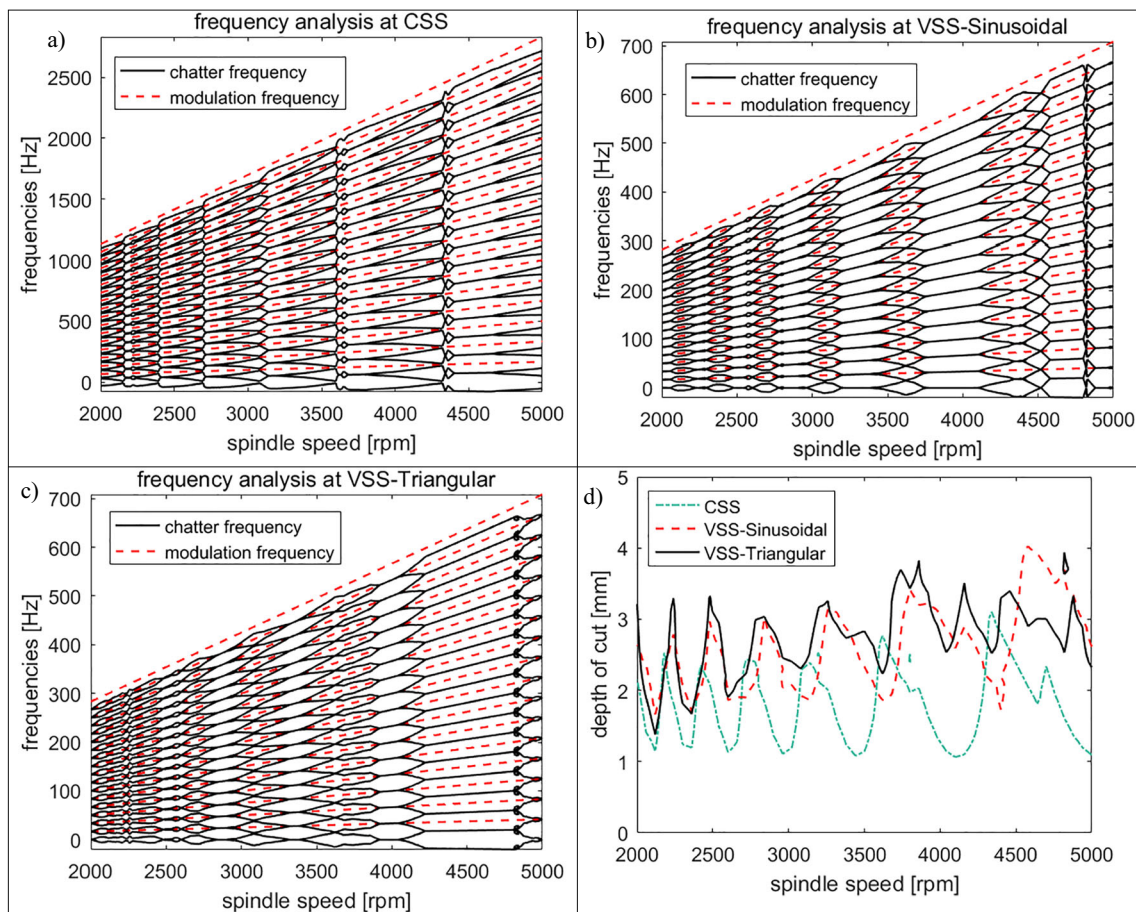 a)
frequency analysis at CSS
chatter frequency
modulation frequency
frequencies [Hz]
2500
2000
1500
1000
500
0
2000 2500 3000 3500 4000 4500 5000
spindle speed [rpm]
b)
frequency analysis at VSS-Sinusoidal
chatter frequency
modulation frequency
frequencies [Hz]
700
600
500
400
300
200
100
0
2000 2500 3000 3500 4000 4500 5000
spindle speed [rpm]
c)
frequency analysis at VSS-Triangular
chatter frequency
modulation frequency
frequencies [Hz]
700
600
500
400
300
200
100
0
2000 2500 3000 3500 4000 4500 5000
spindle speed [rpm]
d)
CSS
VSS-Sinusoidal
VSS-Triangular
depth of cut [mm]
5
4
3
2
1
0
2000 2500 3000 3500 4000 4500 5000
spindle speed [rpm]